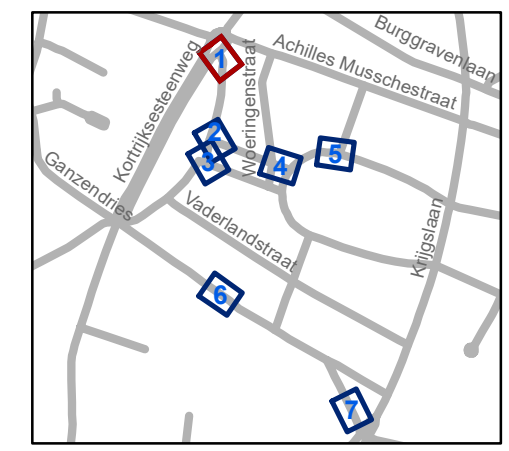 Burggravenlaan
Achilles Musschestraat
Kortrijksesteenweg
Woeringenstraat
1
2
3
4
5
Ganzendries
Vaderlandstraat
Krijgslaan
6
7